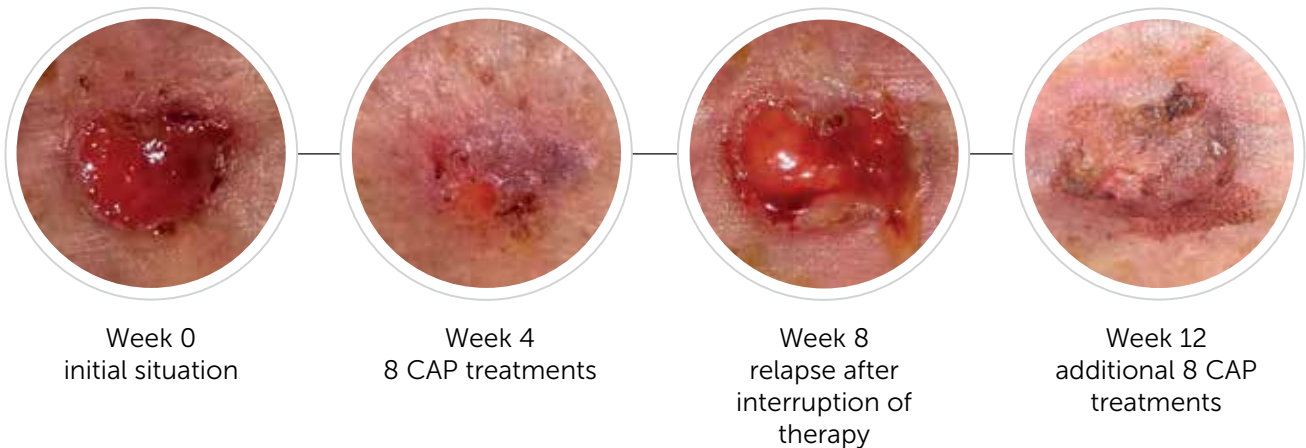 Week 0
initial situation
Week 4
8 CAP treatments
Week 8
relapse after
interruption of
therapy
Week 12
additional 8 CAP
treatments